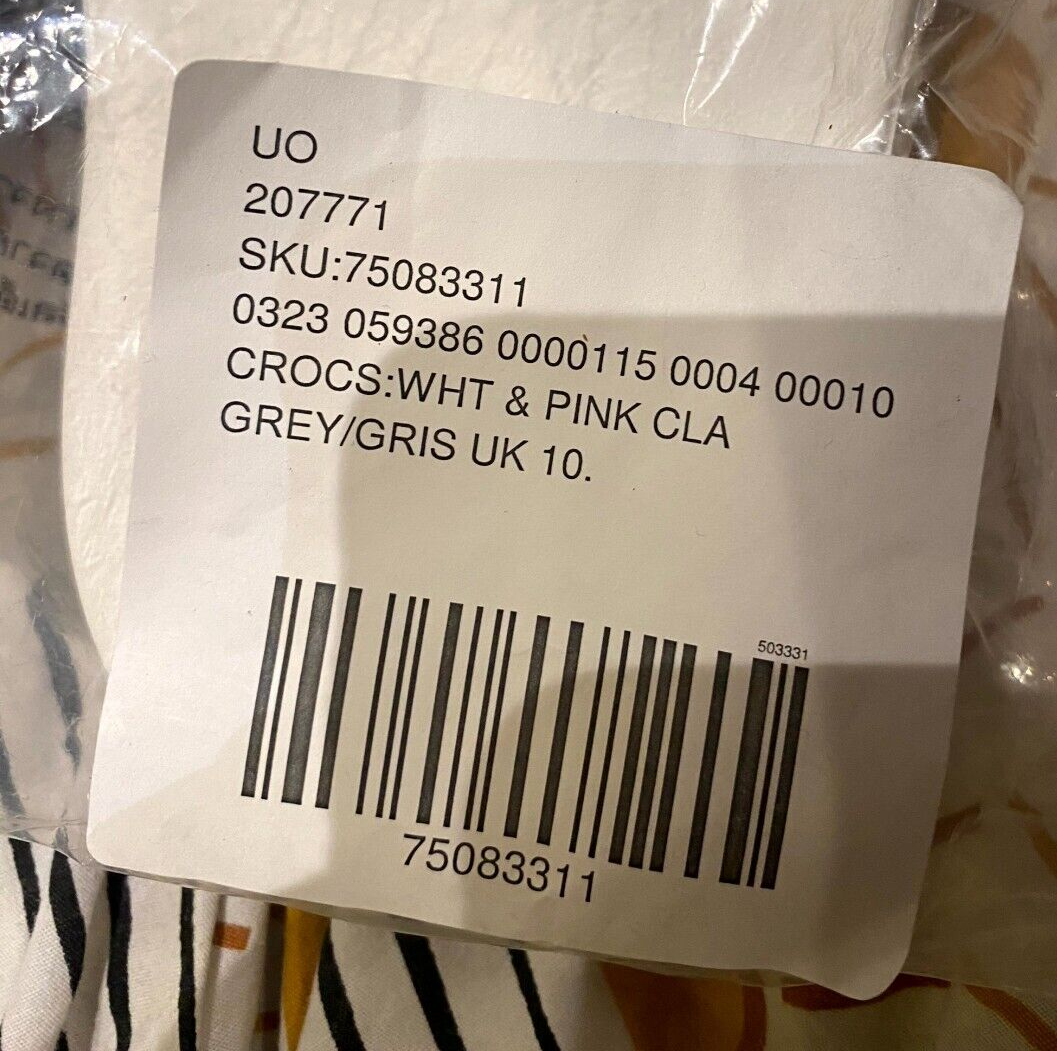 UO
207771
SKU:75083311
0323 059386 0000115 0004 00010
CROCS:WHT & PINK CLA
GREY/GRIS UK 10.
503331
75083311